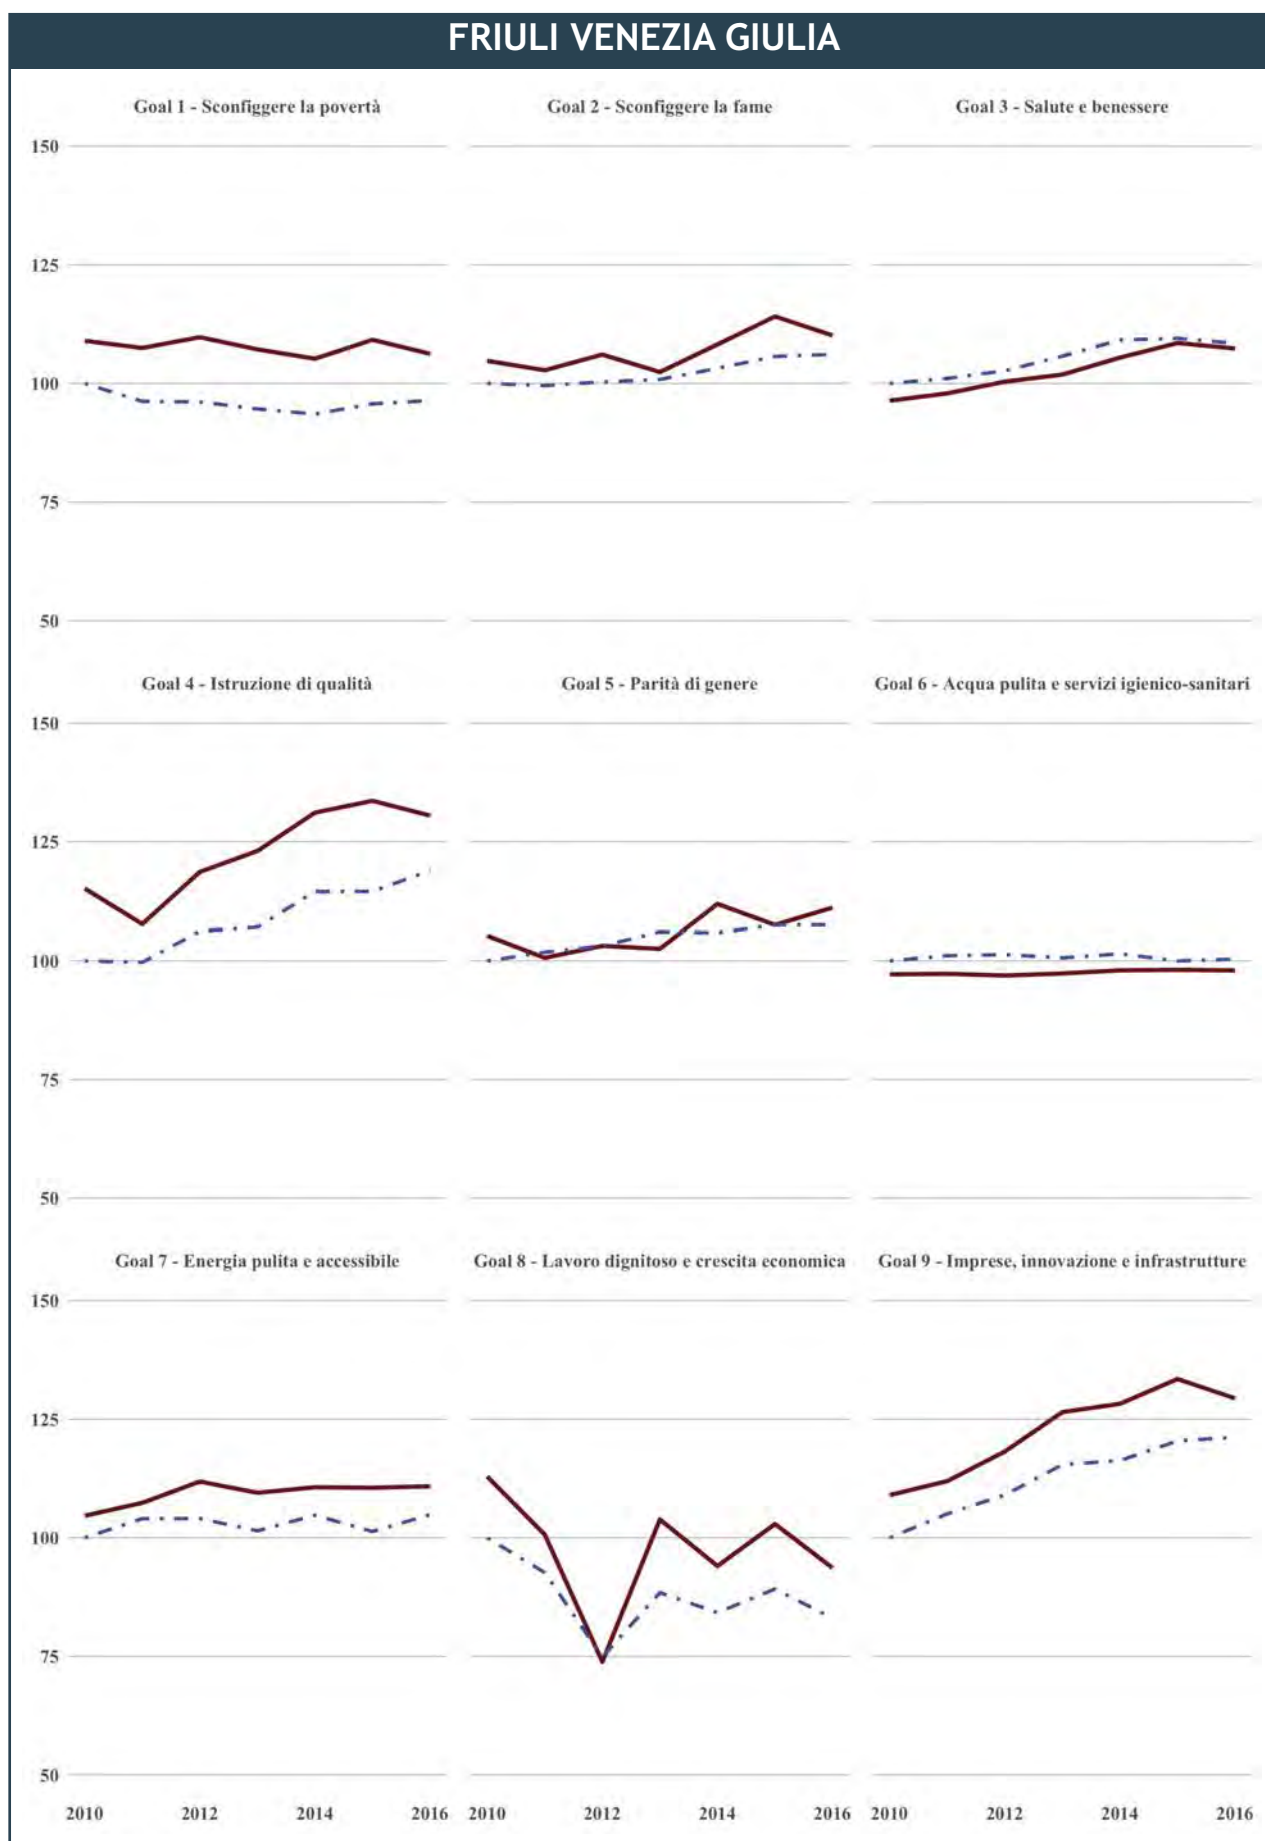 FRIULI VENEZIA GIULIA
Goal 1 - Sconfiggere la povertà
Goal 2 - Sconfiggere la fame
Goal 3 - Salute e benessere
150
125
100
75
50
Goal 4 - Istruzione di qualità
Goal 5 - Parità di genere
Goal 6 - Acqua pulita e servizi igienico-sanitari
150
125
100
75
50
Goal 7 - Energia pulita e accessibile
Goal 8 - Lavoro dignitoso e crescita economica
Goal 9 - Imprese, innovazione e infrastrutture
150
125
100
75
50
2010 2012 2014 2016
2010 2012 2014 2016
2010 2012 2014 2016